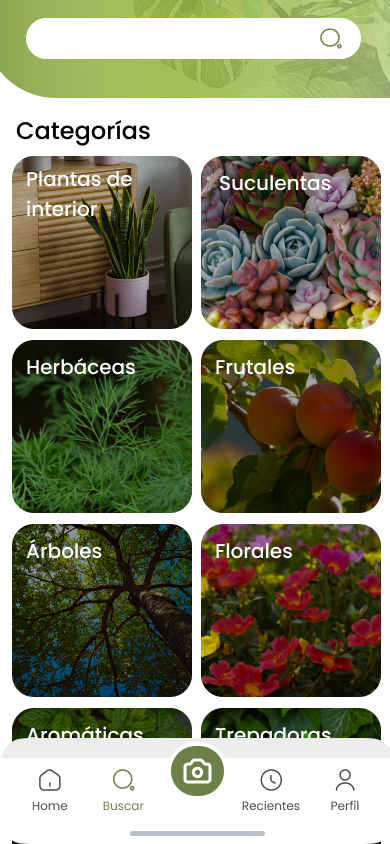 Categorías
Plantas de
interior
Suculentas
Herbáceas
Frutales
Árboles
Florales
Aromáticas
Trepadoras
Home
Buscar
Recientes
Perfil